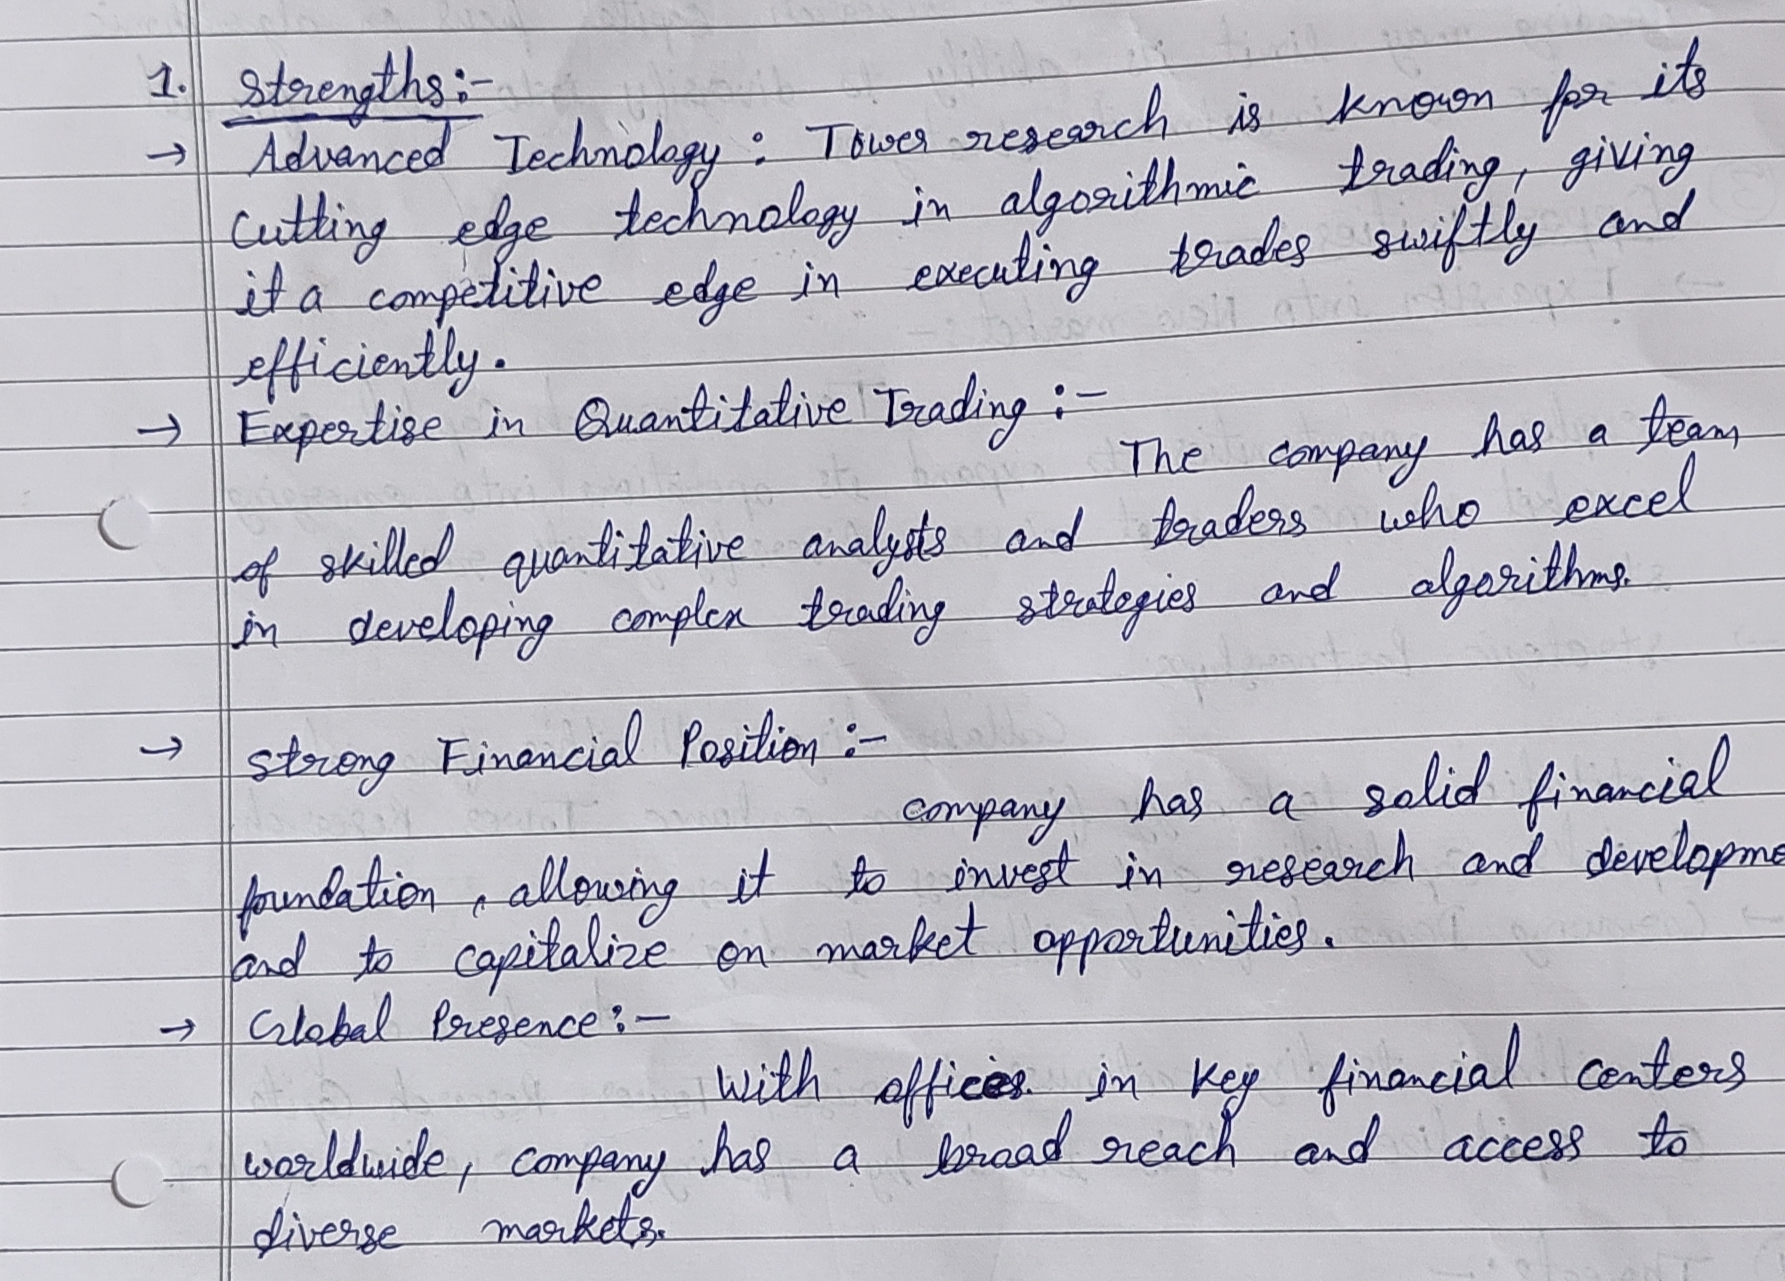 1. Strengths:-
→ Advanced Technology: Tower research is known for its
cutting edge technology in algorithmic trading, giving
it a competitive edge in executing trades swiftly and
efficiently.
→ Expertise in Quantitative Trading :-
The company has a team
of skilled quantitative analysts and traders who excel
in developing complex trading strategies and algorithms.
→ Strong Financial Position :-
company has a solid financial
foundation, allowing it to invest in research and developme
and to capitalize on market opportunities.
→ Global Presence :-
With offices in key financial centers
worldwide, company has a broad reach and access to
diverse markets.